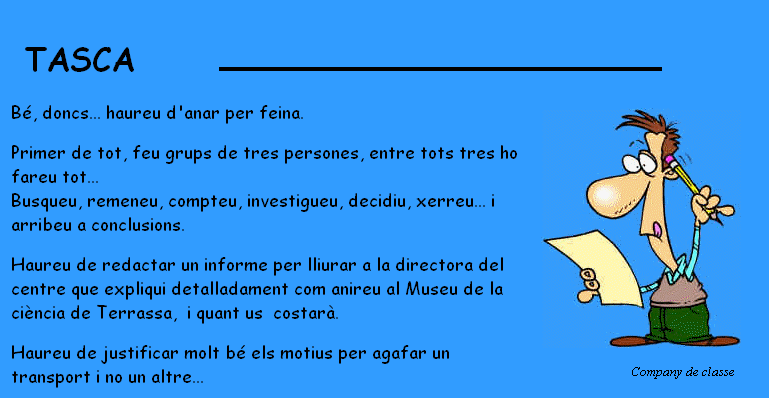 TASCA
Bé, doncs... haureu d'anar per feina.
Primer de tot, feu grups de tres persones, entre tots tres ho
fareu tot...
Busqueu, remeneu, compteu, investigueu, decidiu, xerreu... i
arribeu a conclusions.
Haureu de redactar un informe per lliurar a la directora del
centre que expliqui detalladament com anireu al Museu de la
ciència de Terrassa, i quant us costarà.
Haureu de justificar molt bé els motius per agafar un
transport i no un altre...
Company de classe